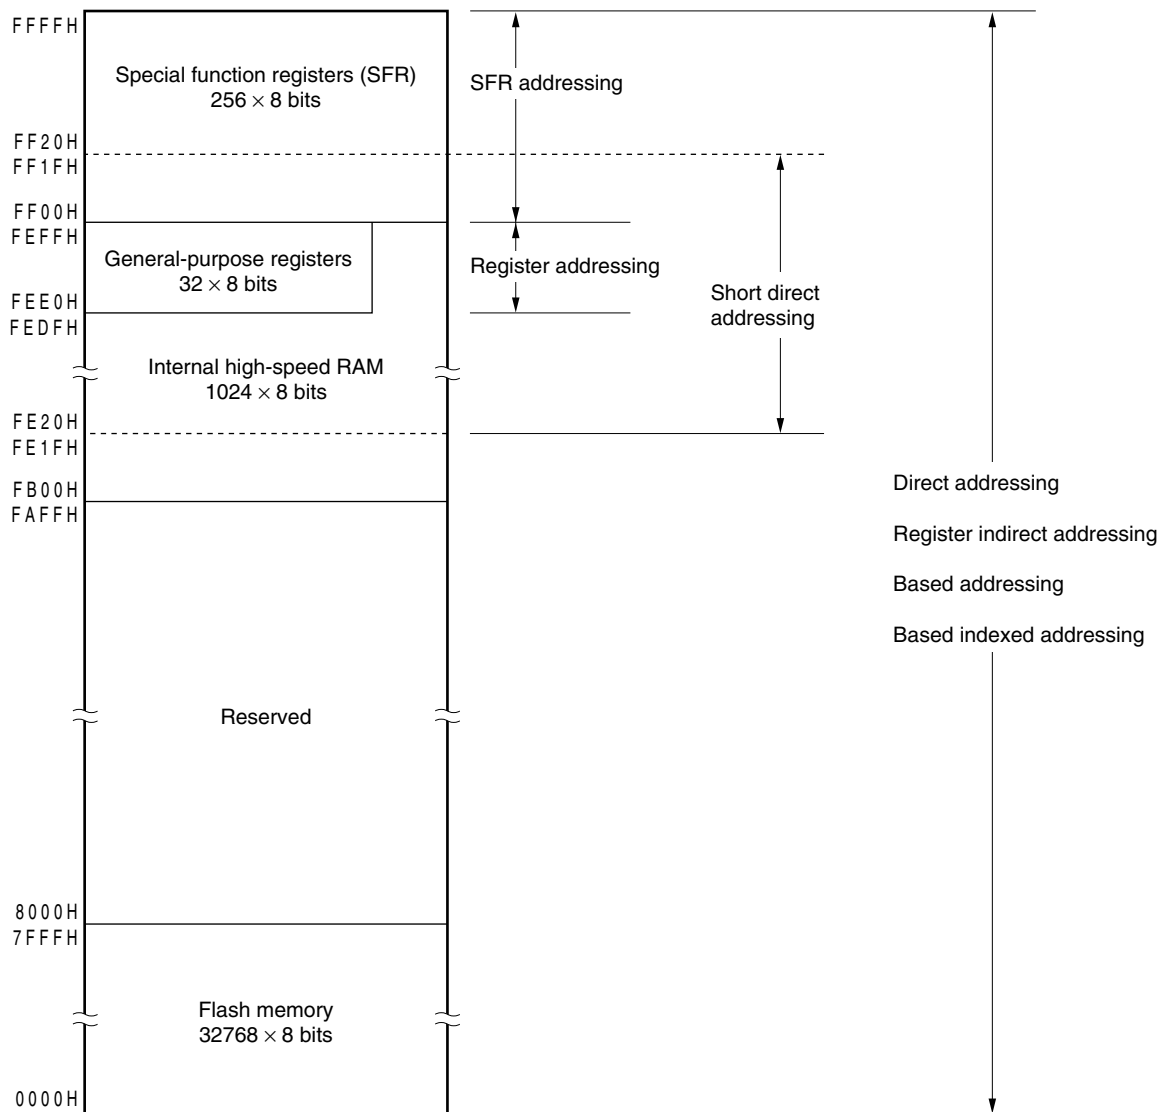 FFFFH
Special function registers (SFR)
256 × 8 bits
SFR addressing
FF20H
FF1FH
FF00H
FEFFH
General-purpose registers
32 × 8 bits
Register addressing
FEE0H
FEDFH
Short direct
addressing
Internal high-speed RAM
1024 × 8 bits
FE20H
FE1FH
FB00H
FAFFH
Direct addressing
Register indirect addressing
Based addressing
Based indexed addressing
Reserved
8000H
7FFFH
Flash memory
32768 × 8 bits
0000H